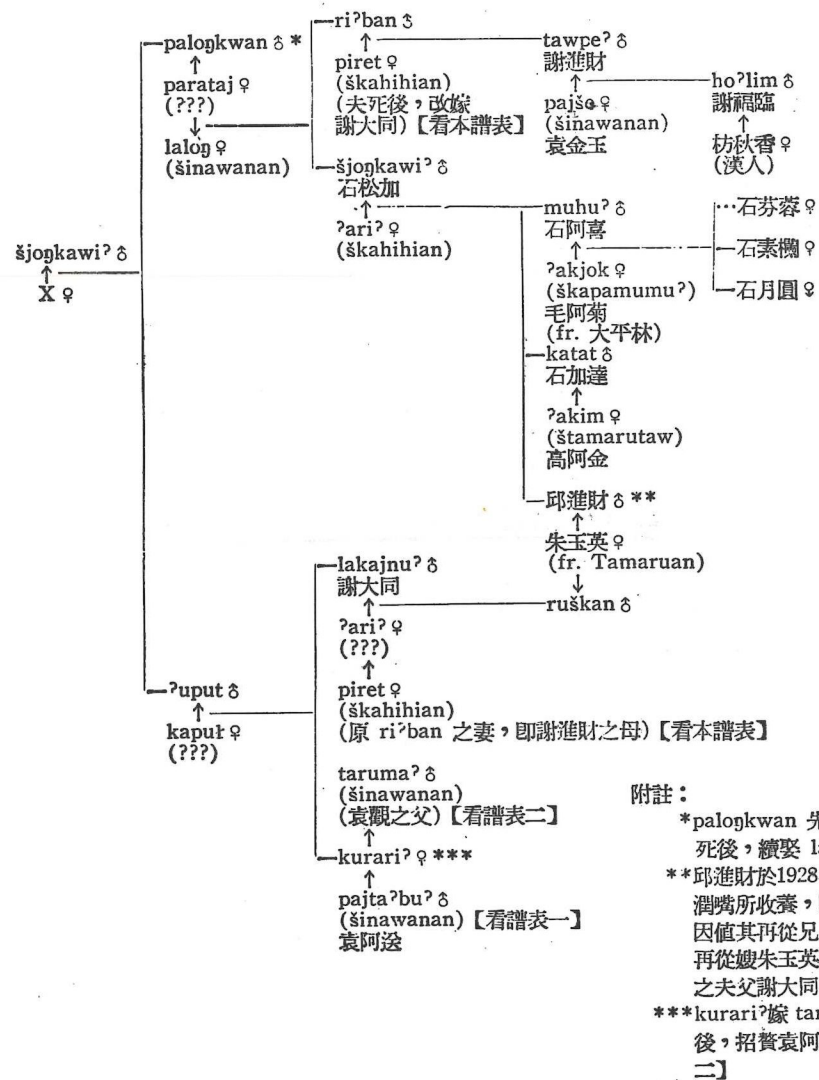 šjoŋkawiʔ ♂
↑
X ♀
paloŋkwan ♂ *
↑
parataj ♀
(???)
↓
laloŋ ♀
(šinawanan)
riʔban ♂
↑
piret ♀
(škahihian)
(夫死後，改嫁
謝大同)【看本譜表】
tawpeʔ ♂
謝進財
↑
pajšə ♀
(šinawanan)
袁金玉
hoʔlim ♂
謝福臨
↑
枋秋香 ♀
(漢人)
šjoŋkawiʔ ♂
石松加
↑
ʔariʔ ♀
(škahihian)
muhuʔ ♂
石阿喜
↑
ʔakjok ♀
(škapamumuʔ)
毛阿菊
(fr. 大平林)
…石芬蓉 ♀
石素欄 ♀
石月圓 ♀
katat ♂
石加達
↑
ʔakim ♀
(štamarutaw)
高阿金
邱進財 ♂ **
↑
朱玉英 ♀
(fr. Tamaruan)
↓
ruškan ♂
ʔuput ♂
↑
kapuł ♀
(???)
lakajnuʔ ♂
謝大同
↑
ʔariʔ ♀
(???)
↑
piret ♀
(škahihian)
(原 riʔban 之妻，卽謝進財之母)【看本譜表】
tarumaʔ ♂
(šinawanan)
(袁觀之父)【看譜表二】
↑
kurariʔ ♀ ***
↑
pajtaʔbuʔ ♂
(šinawanan)【看譜表一】
袁阿送
附註：
*paloŋkwan
死後，續娶
**邱進財於1928
潤嘴所收養，
因値其再從兄
再從嫂朱玉英
之夫父謝大同
***kurariʔ嫁 tar
後，招贅袁阿
二】